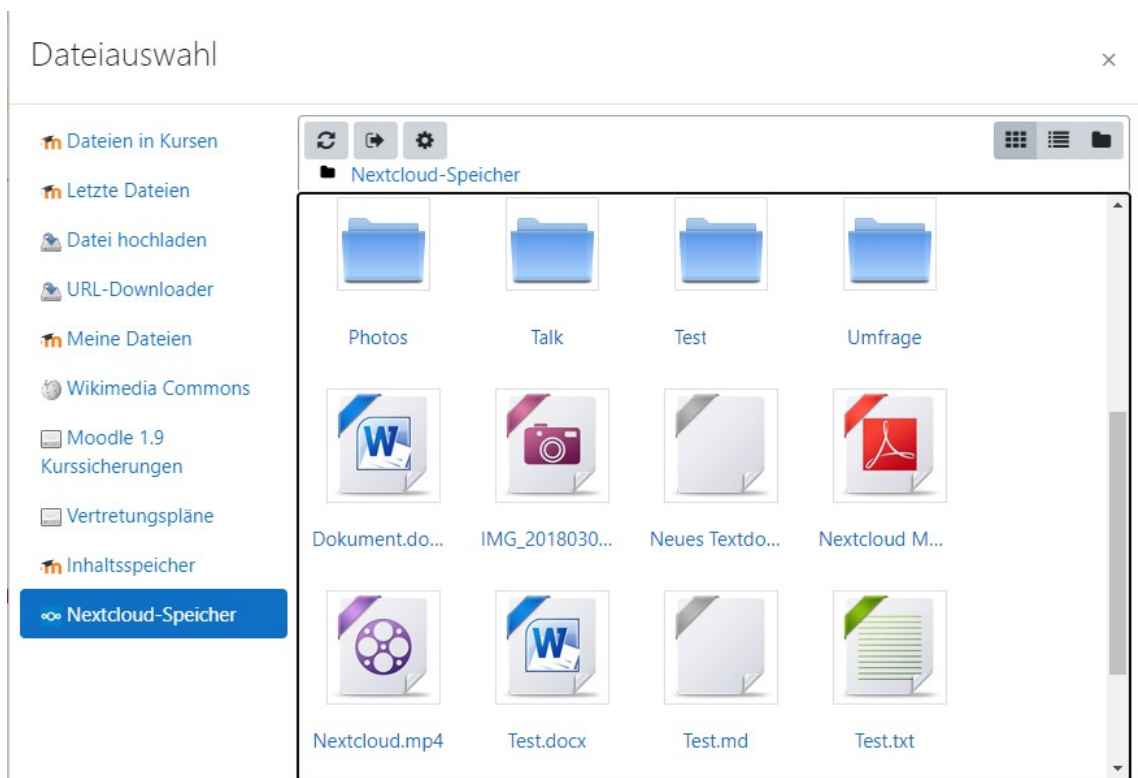 Dateiauswahl
×
Dateien in Kursen
Letzte Dateien
Datei hochladen
URL-Downloader
Meine Dateien
Wikimedia Commons
Moodle 1.9
Kurssicherungen
Vertretungspläne
Inhaltsspeicher
Nextcloud-Speicher
Nextcloud-Speicher
Photos Talk Test Umfrage
W
Dokument.do... IMG_2018030... Neues Textdo... Nextcloud M...
W
Nextcloud.mp4 Test.docx Test.md Test.txt